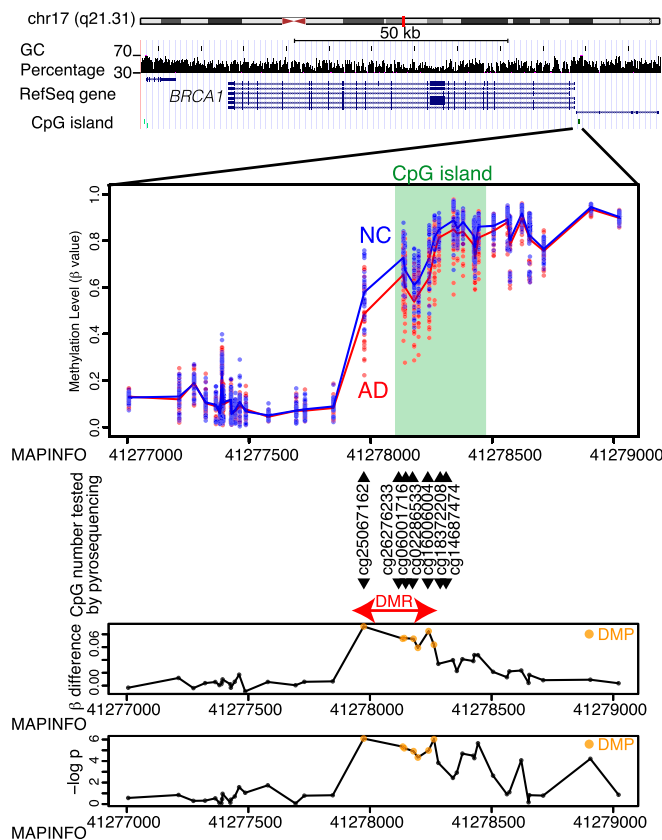 chr17 (q21.31)
50 kb
GC
Percentage
70
30
RefSeq gene
BRCA1
CpG island
CpG island
Methylation Level (β value)
1.0
0.8
0.6
0.4
0.2
0.0
NC
AD
MAPINFO
41277000 41277500 41278000 41278500 41279000
CpG number tested
by pyrosequencing
cg25067162
cg26276233
cg06001716
cg02286533
cg16006004
cg18372208
cg14687474
DMR
β difference
0.06
0.00
DMP
MAPINFO
41277000 41277500 41278000 41278500 41279000
−log p
6
4
2
0
DMP
MAPINFO
41277000 41277500 41278000 41278500 41279000